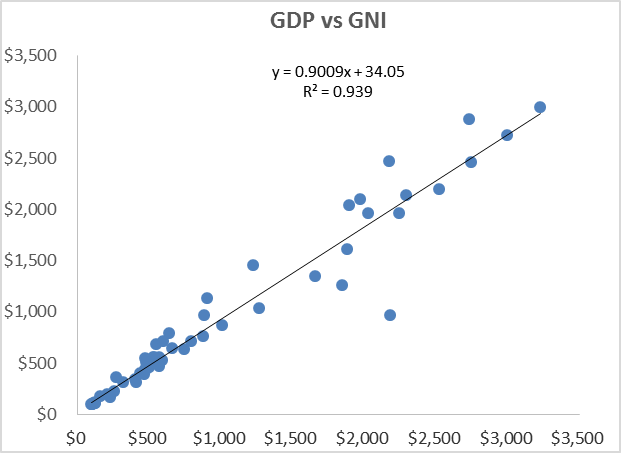 GDP vs GNI
$3,500
y = 0.9009x + 34.05
R² = 0.939
$3,000
$2,500
$2,000
$1,500
$1,000
$500
$0
$0 $500 $1,000 $1,500 $2,000 $2,500 $3,000 $3,500